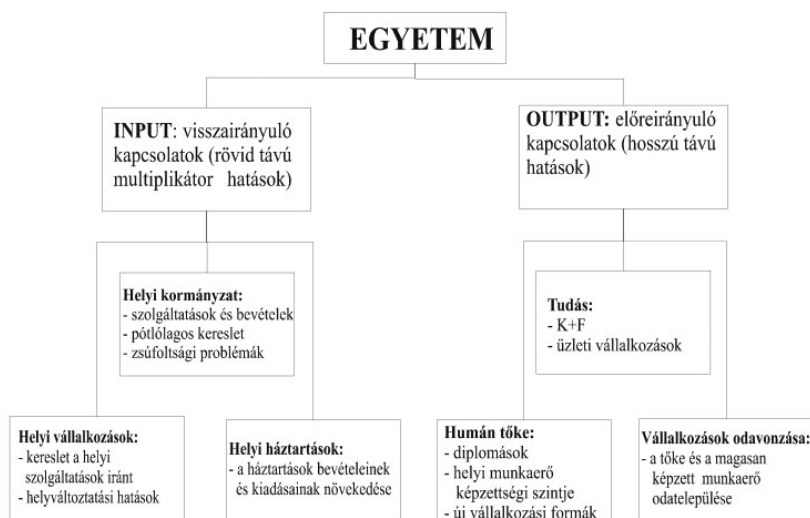 EGYETEM
INPUT: visszairányuló
kapcsolatok (rövid távú
multiplikátor hatások)
OUTPUT: előreirányuló
kapcsolatok (hosszú távú
hatások)
Helyi kormányzat:
- szolgáltatások és bevételek
- pótlólagos kereslet
- zsúfoltsági problémák
Tudás:
- K+F
- üzleti vállalkozások
Helyi vállalkozások:
- kereslet a helyi
szolgáltatások iránt
- helyváltoztatási hatások
Helyi háztartások:
- a háztartások bevételeinek
és kiadásainak növekedése
Humán tőke:
- diplomások
- helyi munkaerő
képzettségi szintje
- új vállalkozási formák
Vállalkozások odavonzása:
- a tőke és a magasan
képzett munkaerő
odatelepülése